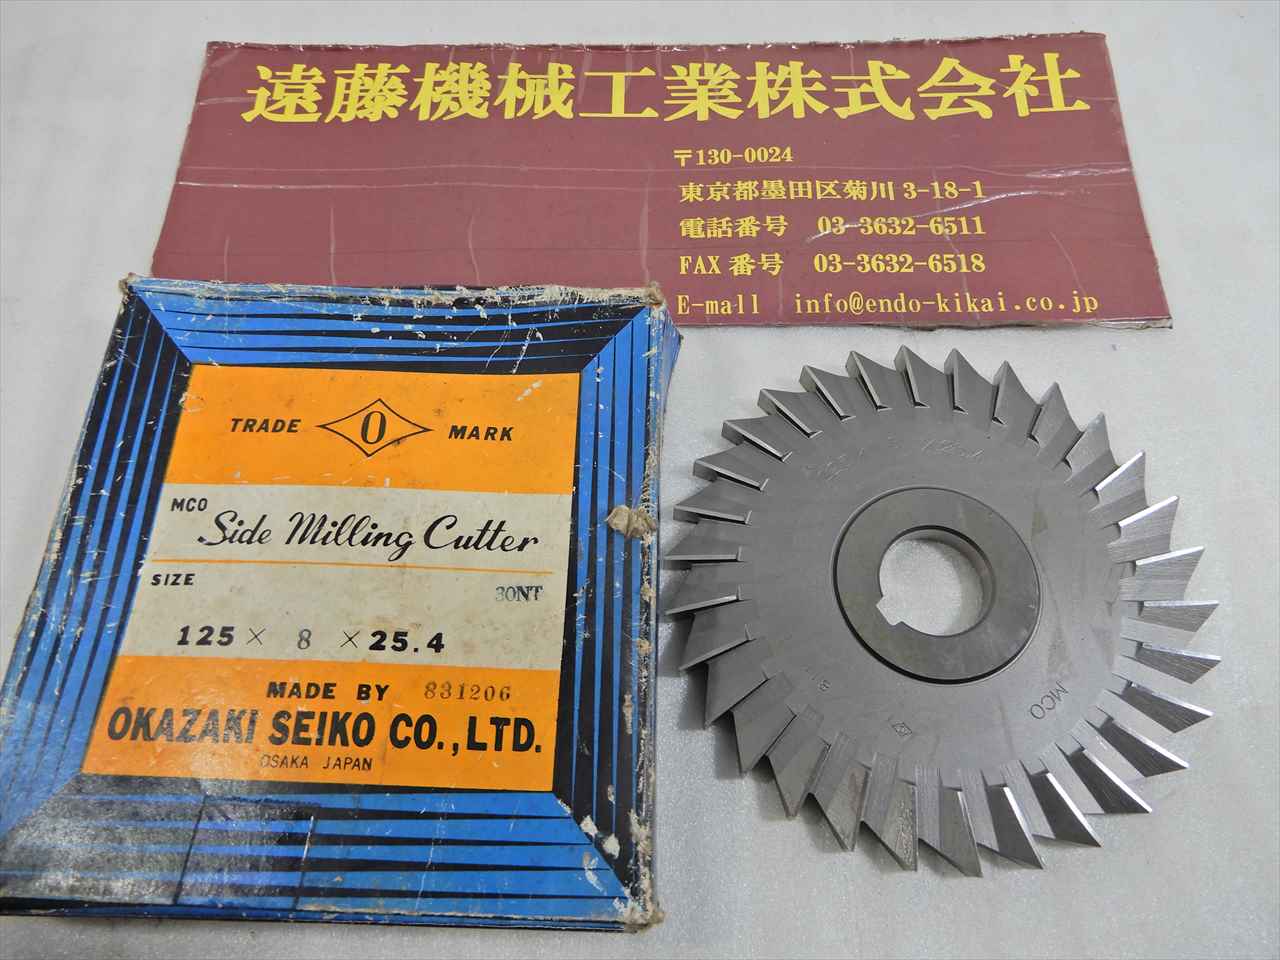 遠藤機械工業株式会社
〒130-0024
東京都墨田区菊川 3-18-1
電話番号 03-3632-6511
FAX 番号 03-3632-6518
E-mall info@endo-kikai.co.jp
TRADE O MARK
MCO
Side Milling Cutter
SIZE
30NT
125 × 8 × 25.4
MADE BY 831206
OKAZAKI SEIKO CO., LTD.
OSAKA JAPAN
MCO
8